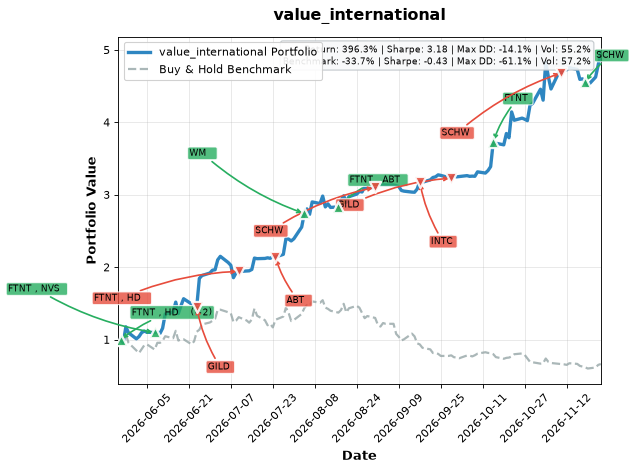 value_international
value_international Portfolio
Buy & Hold Benchmark
urn: 396.3% | Sharpe: 3.18 | Max DD: -14.1% | Vol: 55.2%
-33.7% | Sharpe: -0.43 | Max DD: -61.1% | Vol: 57.2%
SCHW
FTNT
SCHW
WM
FTNT, ABT
GILD
SCHW
INTC
FTNT, NVS
FTNT, HD
ABT
FTNT, HD
GILD
5
4
3
2
1
Portfolio Value
2026-06-05
2026-06-21
2026-07-07
2026-07-23
2026-08-08
2026-08-24
2026-09-09
2026-09-25
2026-10-11
2026-10-27
2026-11-12
Date